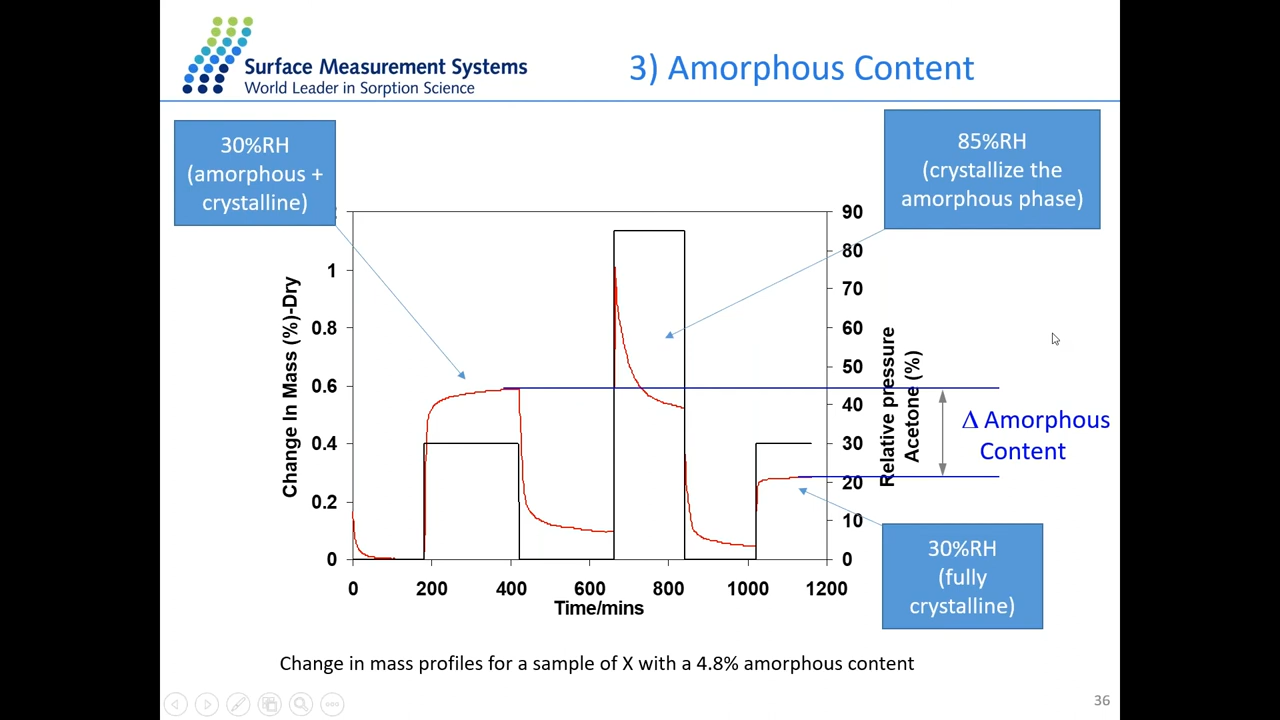 Surface Measurement Systems
World Leader in Sorption Science
3) Amorphous Content
30%RH
(amorphous +
crystalline)
85%RH
(crystallize the
amorphous phase)
Change In Mass (%)-Dry
1
0.8
0.6
0.4
0.2
0
90
80
70
60
50
40
30
20
10
0
Relative pressure
Acetone (%)
Δ Amorphous
Content
0
200
400
600
800
1000
1200
Time/mins
30%RH
(fully
crystalline)
Change in mass profiles for a sample of X with a 4.8% amorphous content
36